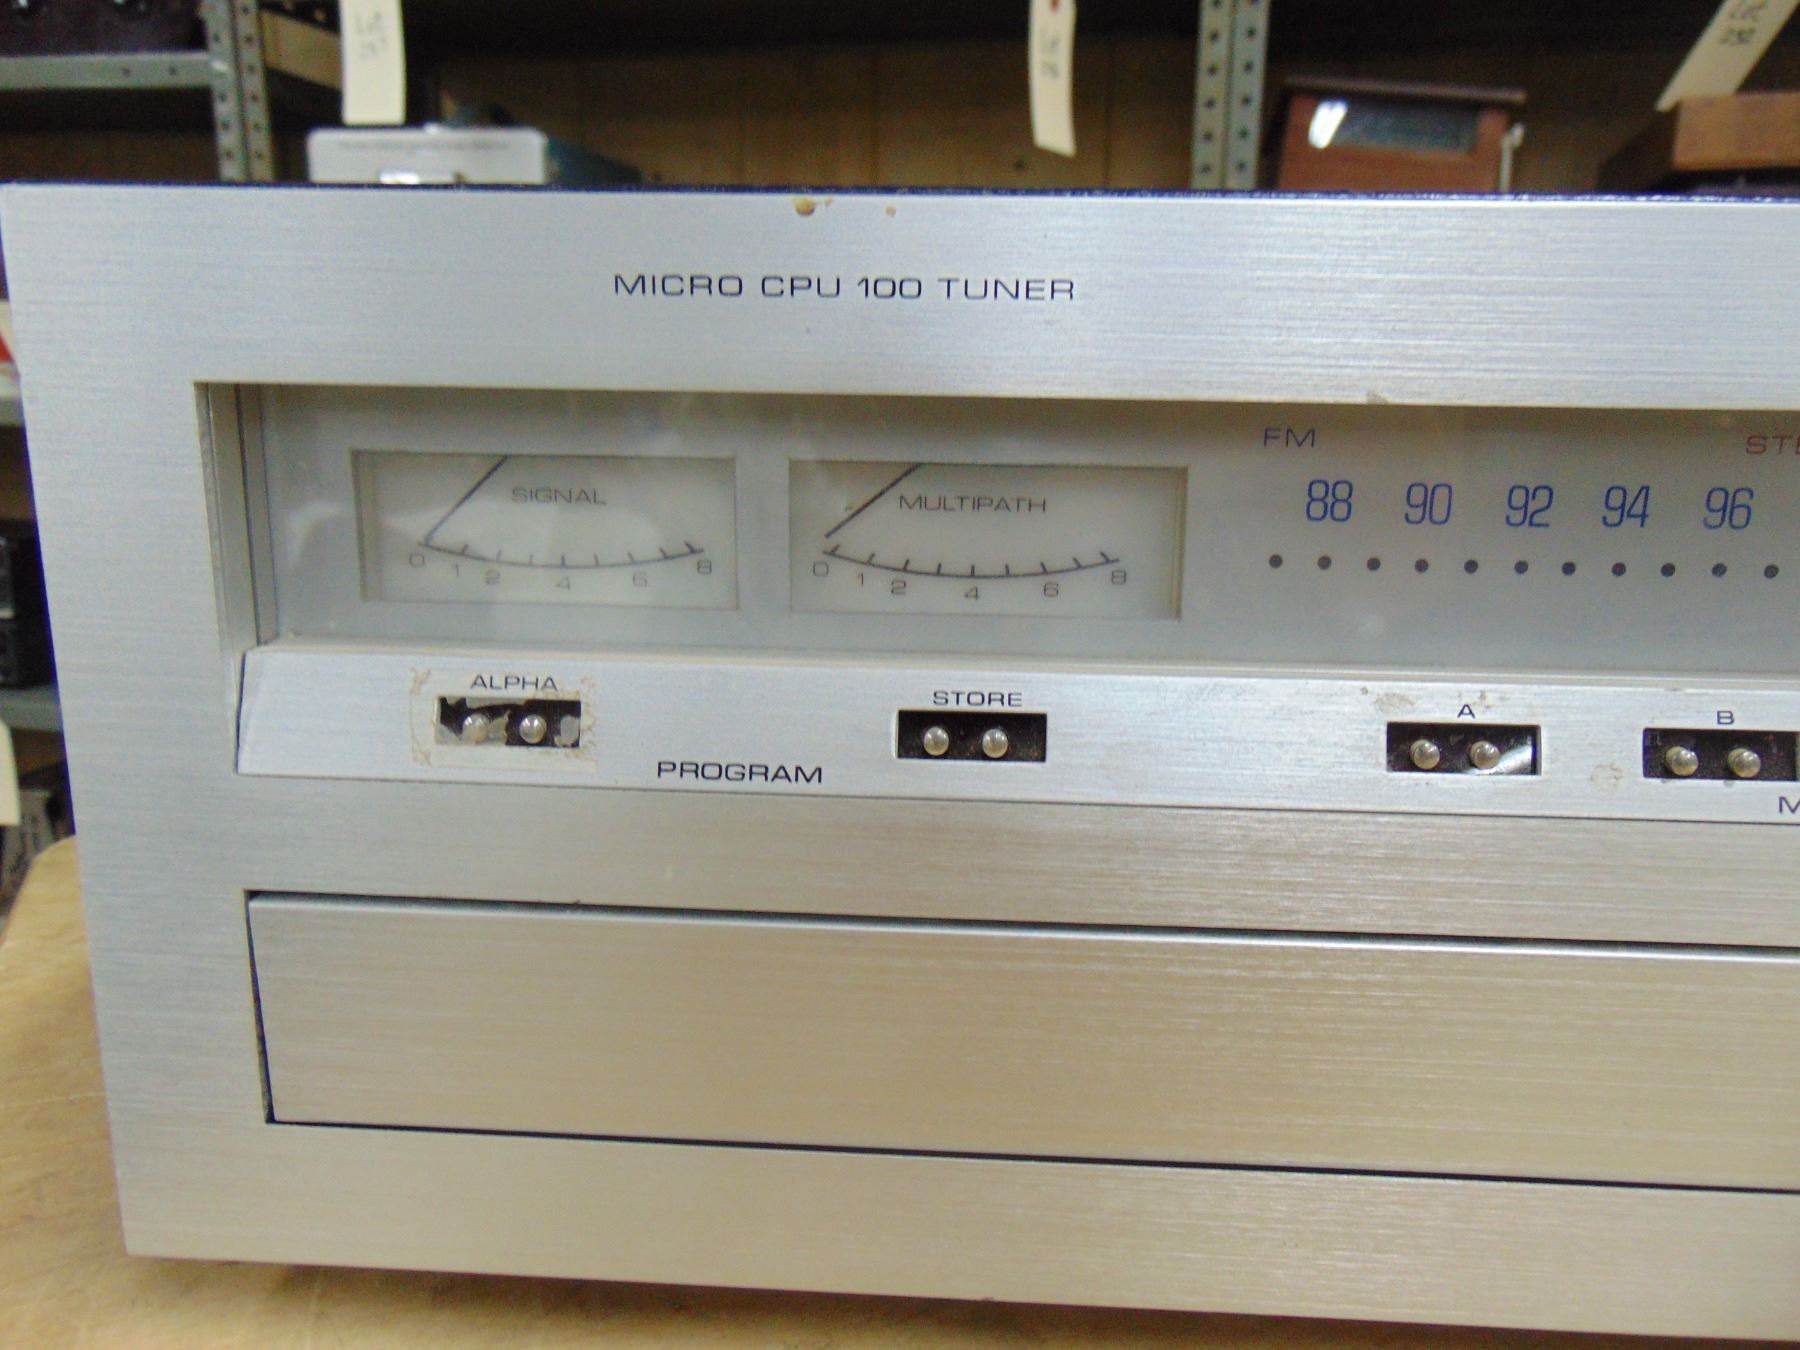 MICRO CPU 100 TUNER
FM
88 90 92 94 96
SIGNAL
0 1 2 4 6 8
MULTIPATH
0 1 2 4 6 8
ALPHA
STORE
A
B
PROGRAM